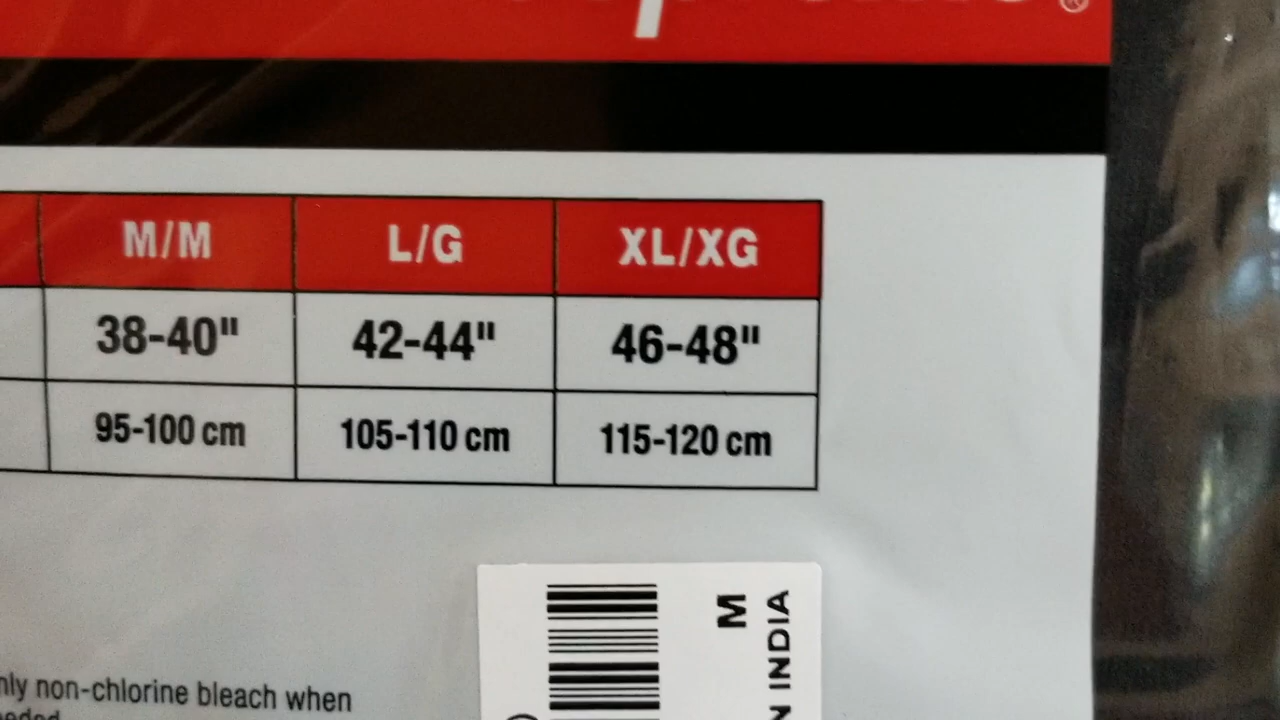 ®
M/M L/G XL/XG
38-40" 42-44" 46-48"
95-100 cm 105-110 cm 115-120 cm
M
INDIA
non-chlorine bleach when